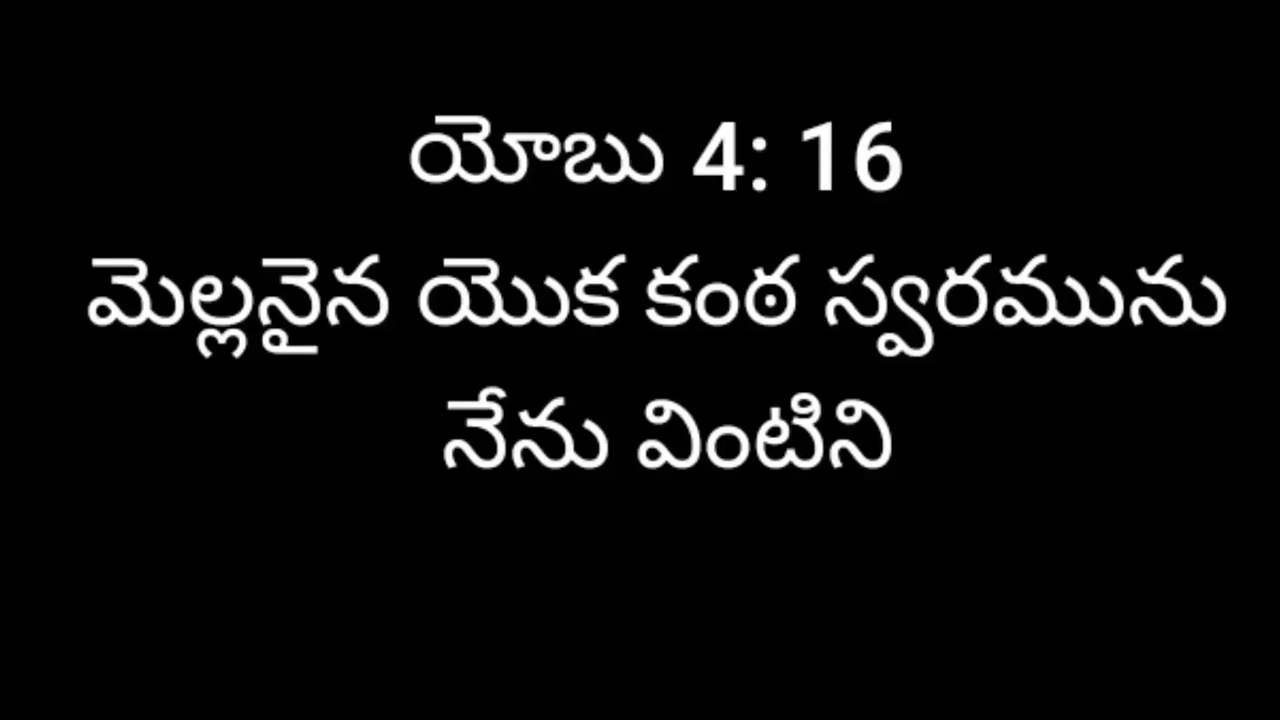 యోబు 4: 16
మెల్లనైన యొక కంఠ స్వరమును
నేను వింటిని